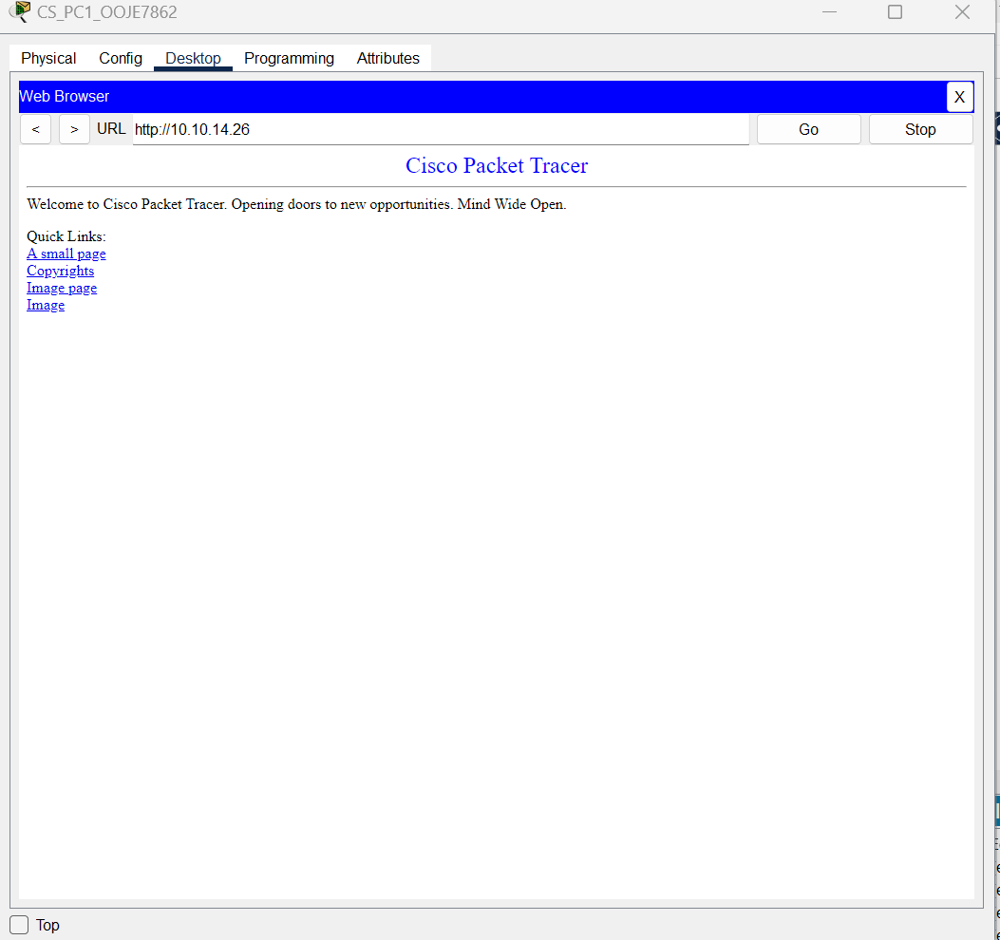 CS_PC1_OOJE7862
Physical Config Desktop Programming Attributes
Web Browser X
< > URL http://10.10.14.26 Go Stop
Cisco Packet Tracer
Welcome to Cisco Packet Tracer. Opening doors to new opportunities. Mind Wide Open.
Quick Links:
A small page
Copyrights
Image page
Image
Top